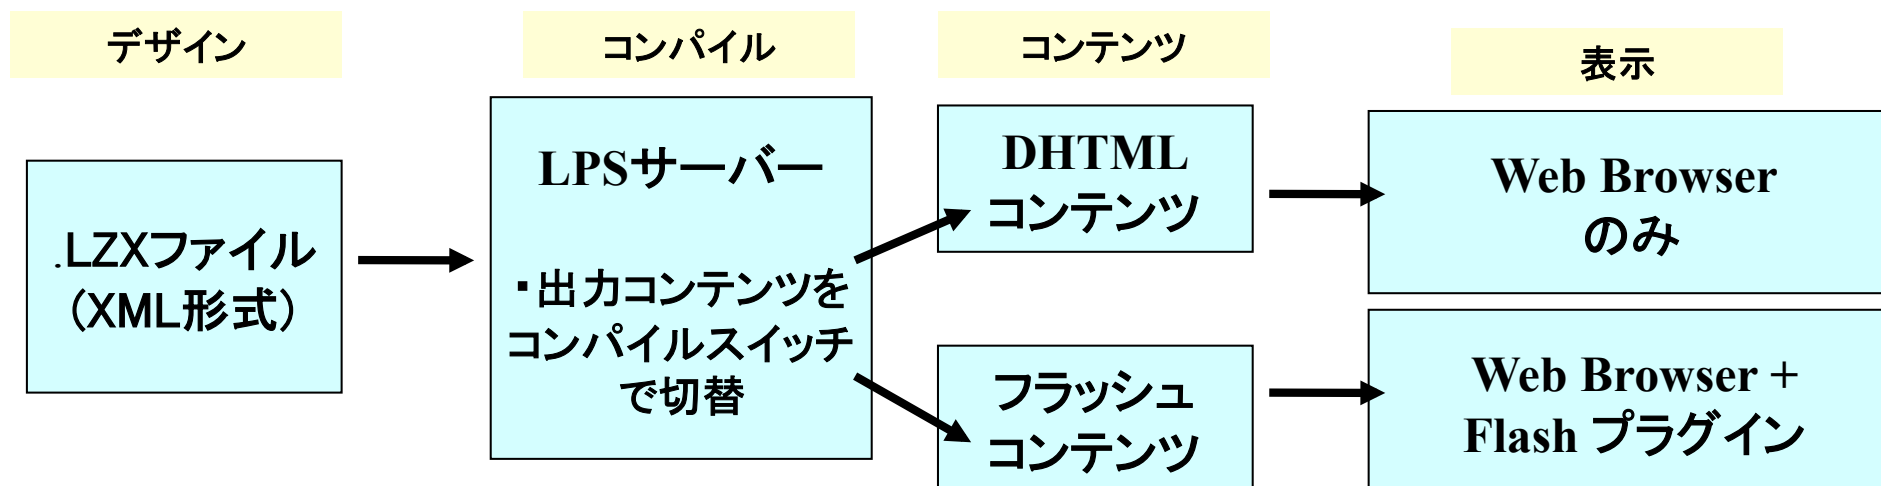 デザイン
コンパイル
コンテンツ
表示
.LZXファイル
(XML形式)
LPSサーバー
・出力コンテンツを
コンパイルスイッチ
で切替
DHTML
コンテンツ
フラッシュ
コンテンツ
Web Browser
のみ
Web Browser +
Flash プラグイン